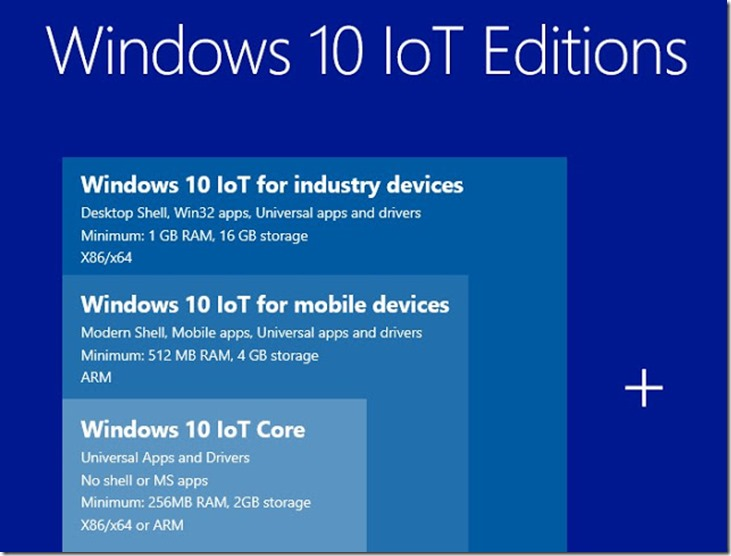 Windows 10 IoT Editions
Windows 10 IoT for industry devices
Desktop Shell, Win32 apps, Universal apps and drivers
Minimum: 1 GB RAM, 16 GB storage
X86/x64
Windows 10 IoT for mobile devices
Modern Shell, Mobile apps, Universal apps and drivers
Minimum: 512 MB RAM, 4 GB storage
ARM
+
Windows 10 IoT Core
Universal Apps and Drivers
No shell or MS apps
Minimum: 256MB RAM, 2GB storage
X86/x64 or ARM